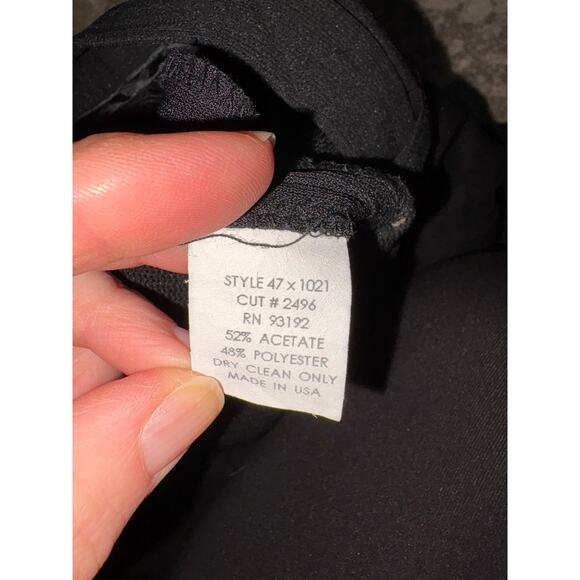 STYLE 47 x 1021
CUT # 2496
RN 93192
52% ACETATE
48% POLYESTER
DRY CLEAN ONLY
MADE IN USA